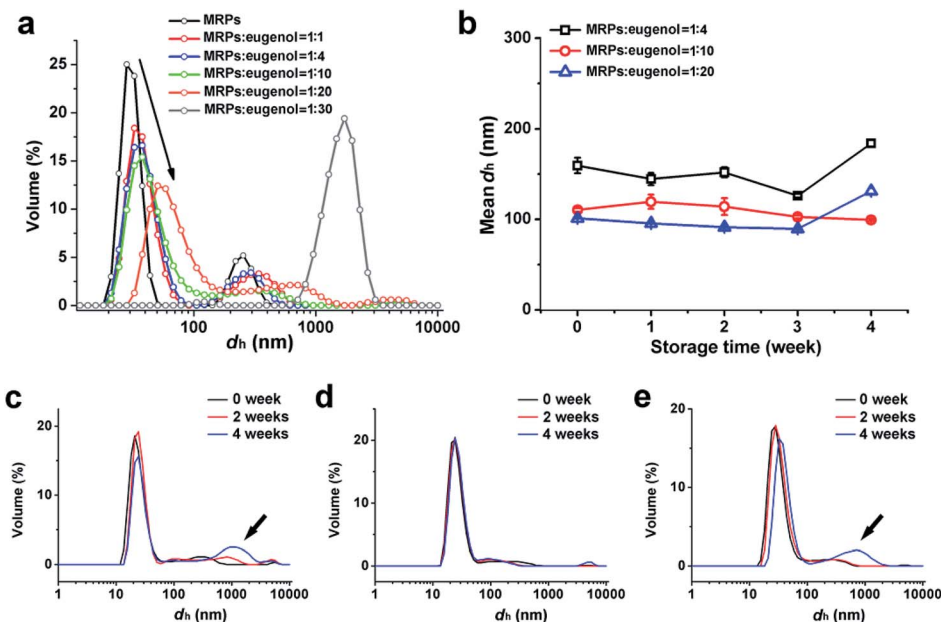 a
MRPs
MRPs:eugenol=1:1
MRPs:eugenol=1:4
MRPs:eugenol=1:10
MRPs:eugenol=1:20
MRPs:eugenol=1:30
Volume (%)
25
20
15
10
5
0
100
1000
10000
dh (nm)
b
MRPs:eugenol=1:4
MRPs:eugenol=1:10
MRPs:eugenol=1:20
Mean dh (nm)
300
200
100
0
0 1 2 3 4
Storage time (week)
c
0 week
2 weeks
4 weeks
Volume (%)
20
10
0
1 10 100 1000 10000
dh (nm)
d
0 week
2 weeks
4 weeks
Volume (%)
20
10
0
1 10 100 1000 10000
dh (nm)
e
0 week
2 weeks
4 weeks
Volume (%)
20
10
0
1 10 100 1000 10000
dh (nm)